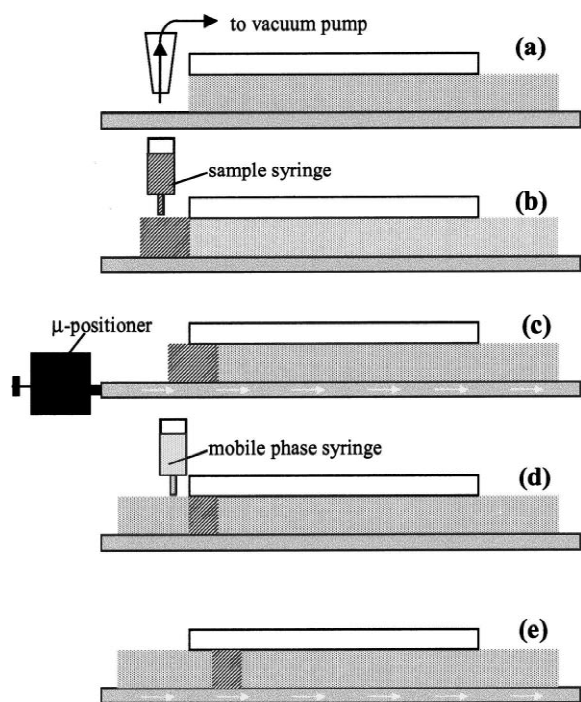 to vacuum pump
(a)
sample syringe
(b)
μ-positioner
(c)
mobile phase syringe
(d)
(e)